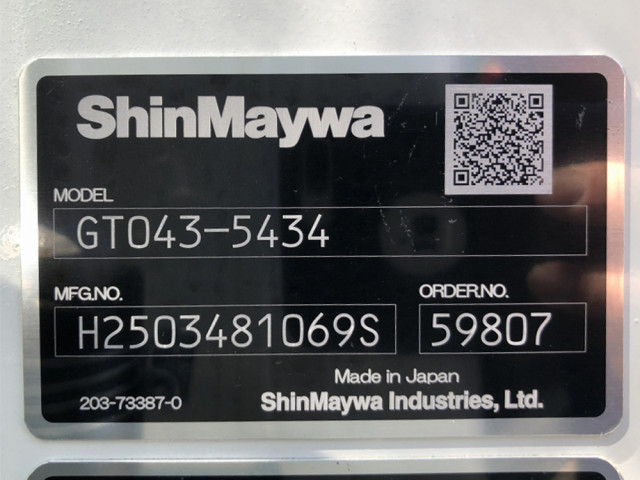 ShinMaywa
MODEL
GT043-5434
MFG.NO. ORDER.NO.
H2503481069S 59807
Made in Japan
203-73387-0 ShinMaywa Industries, Ltd.